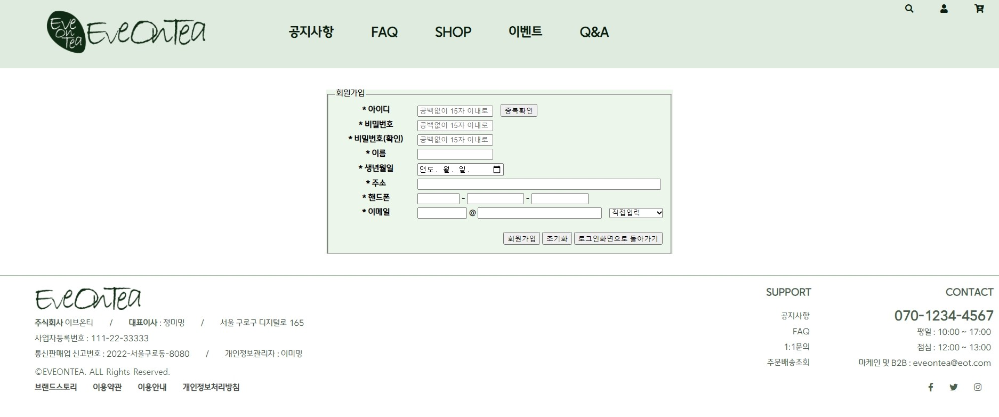 Eve
On
Tea
EveOnTea
공지사항 FAQ SHOP 이벤트 Q&A
회원가입
* 아이디 공백없이 15자 이내로 중복확인
* 비밀번호 공백없이 15자 이내로
* 비밀번호(확인) 공백없이 15자 이내로
* 이름
* 생년월일 연도. 월. 일.
* 주소
* 핸드폰 - -
* 이메일 @ 직접입력
회원가입 초기화 로그인화면으로 돌아가기
EveOnTea
주식회사 이브온티 / 대표이사 : 정미밍 / 서울 구로구 디지털로 165
사업자등록번호 : 111-22-33333
통신판매업 신고번호 : 2022-서울구로동-8080 / 개인정보관리자 : 이미밍
©EVEONTEA. ALL Rights Reserved.
브랜드스토리 이용약관 이용안내 개인정보처리방침
SUPPORT
공지사항
FAQ
1:1문의
주문배송조회
CONTACT
070-1234-4567
평일 : 10:00 ~ 17:00
점심 : 12:00 ~ 13:00
마케인 및 B2B : eveontea@eot.com